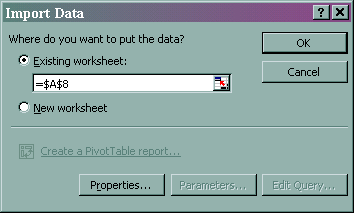 Import Data
Where do you want to put the data?
OK
Existing worksheet:
Cancel
=$A$8
New worksheet
Create a PivotTable report...
Properties...
Parameters...
Edit Query...